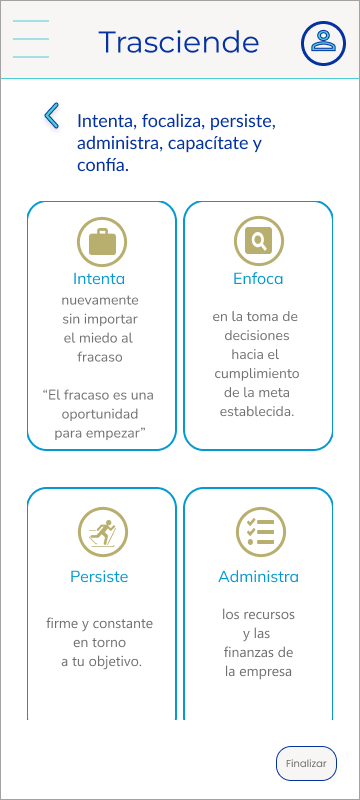 Trasciende
Intenta, focaliza, persiste,
administra, capacítate y
confía.
Intenta
nuevamente
sin importar
el miedo al
fracaso
“El fracaso es una
oportunidad
para empezar”
Enfoca
en la toma de
decisiones
hacia el
cumplimiento
de la meta
establecida.
Persiste
firme y constante
en torno
a tu objetivo.
Administra
los recursos
y las
finanzas de
la empresa
Finalizar